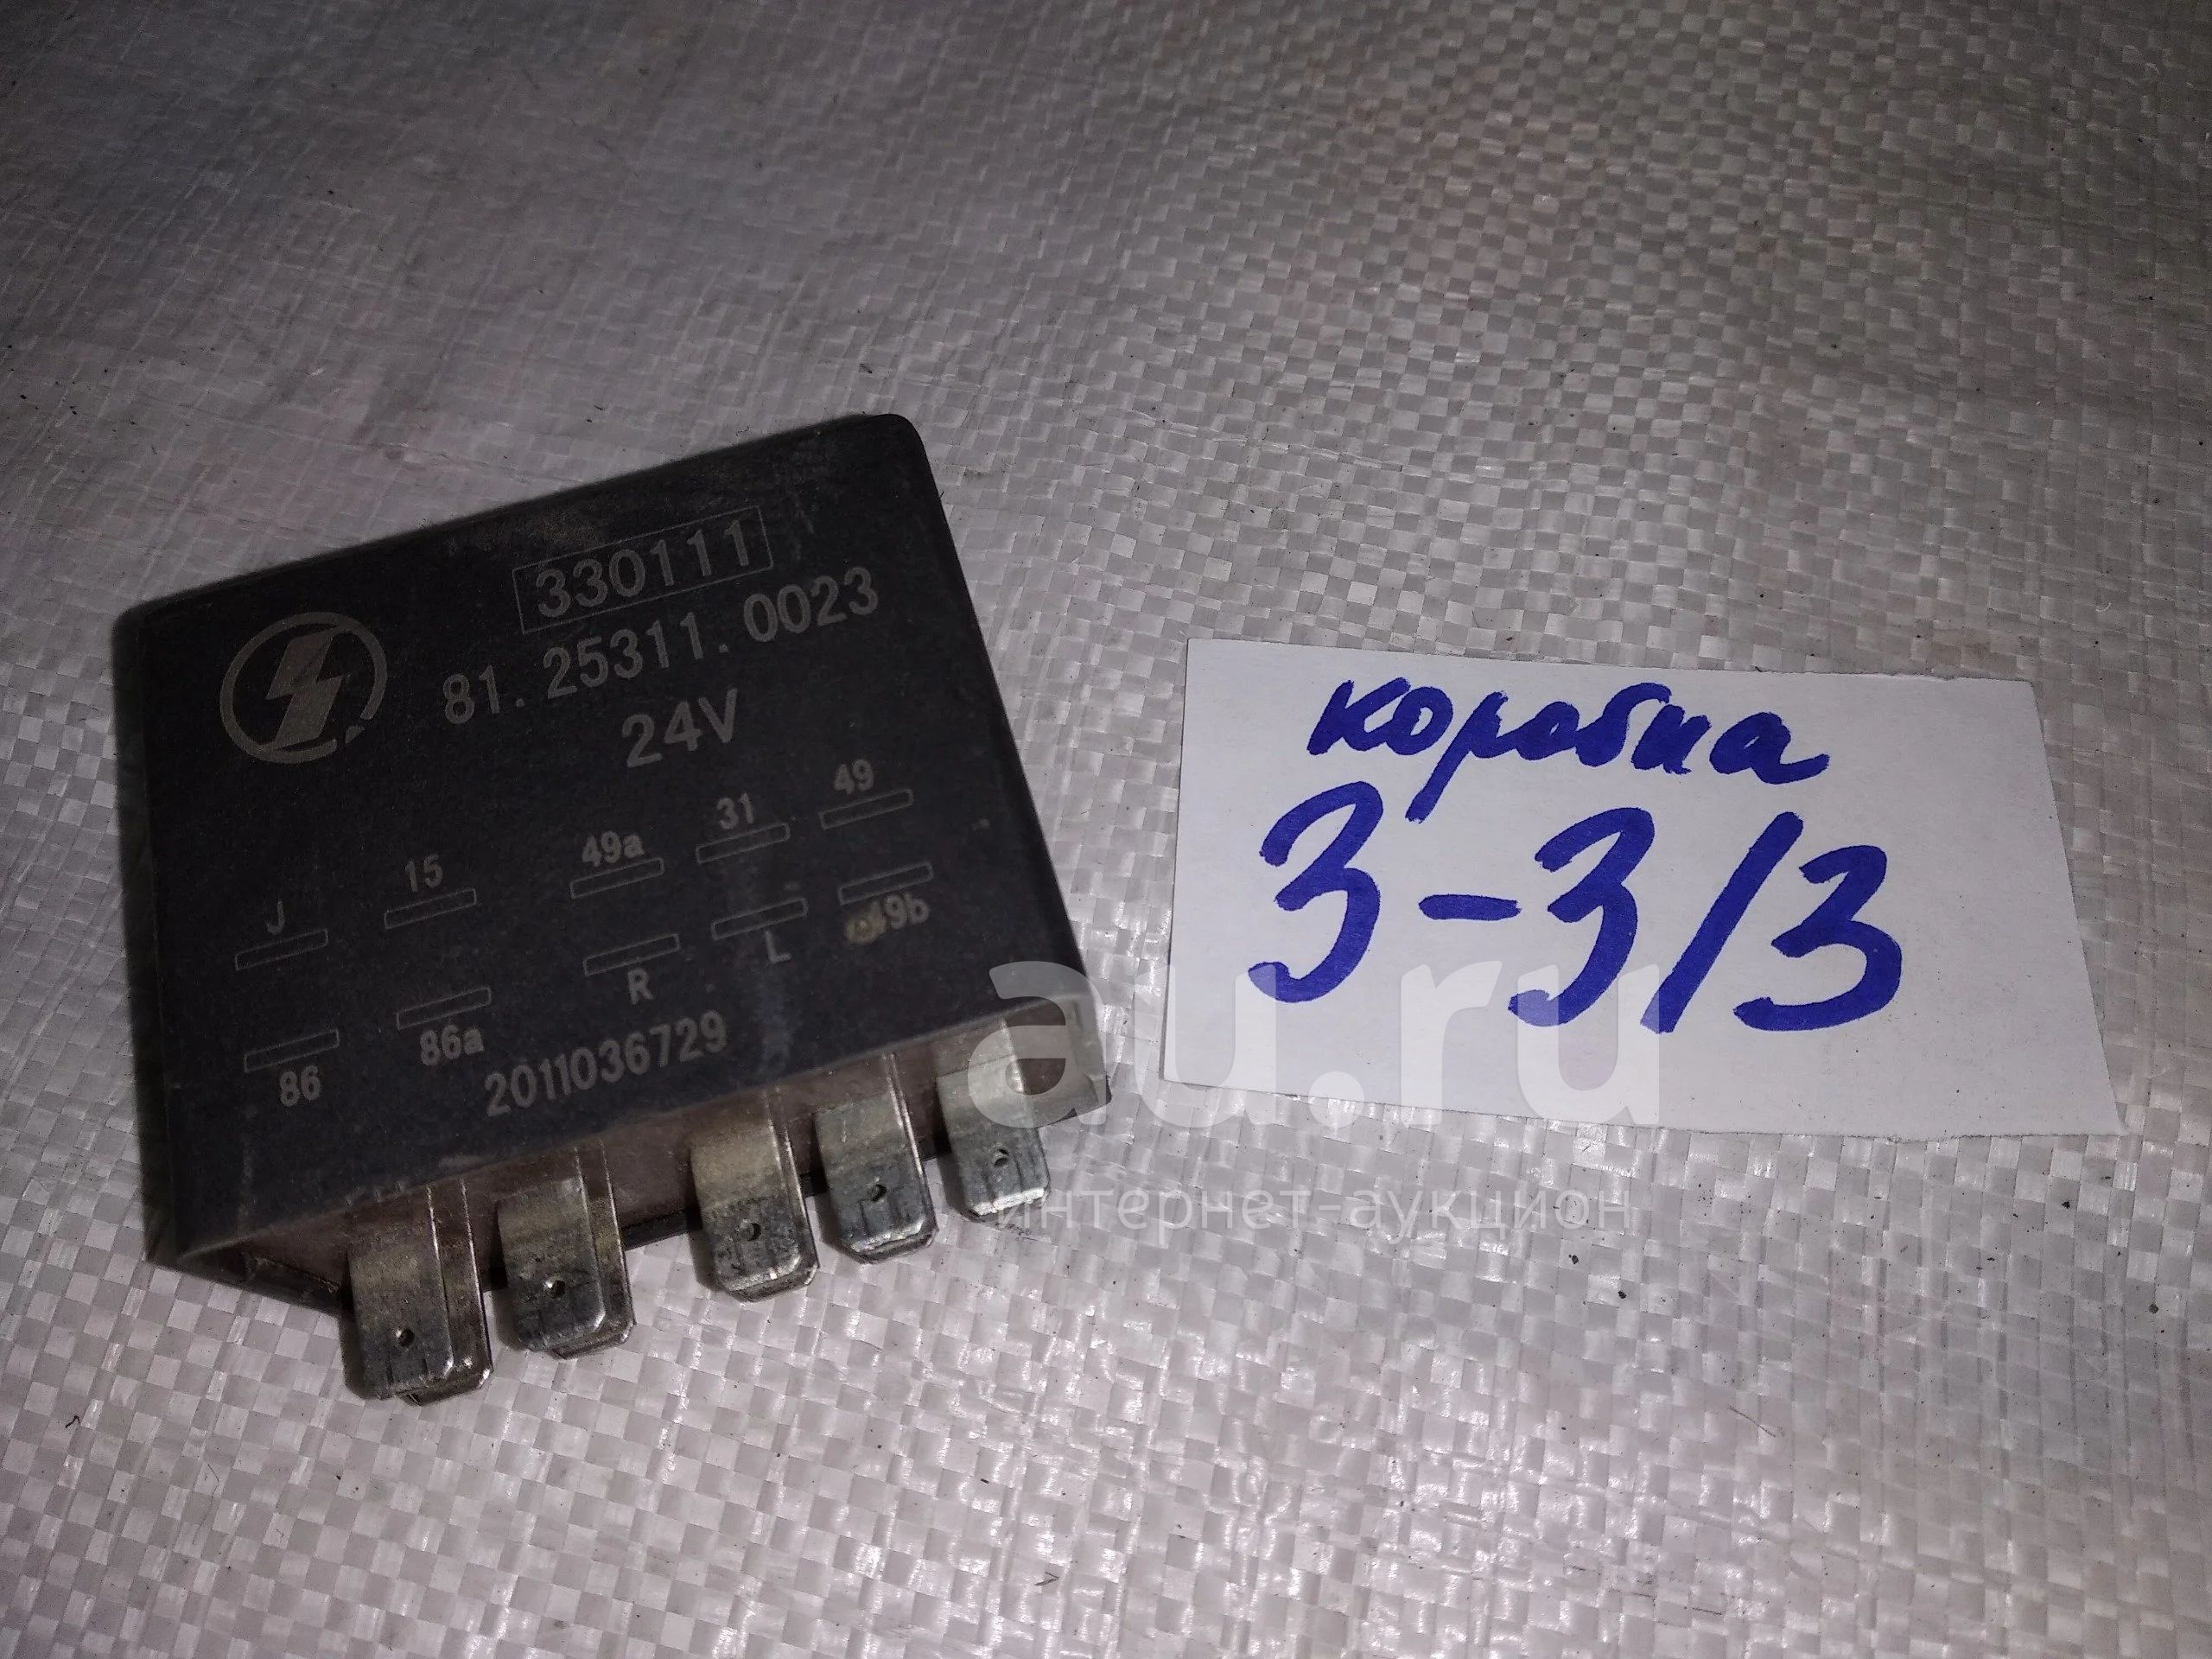 330111
81.25311.0023
24V
J 15 49a 31 49
86 86a R L 49b
2011036729
коробка
3-3/3
au.ru
интернет-аукцион